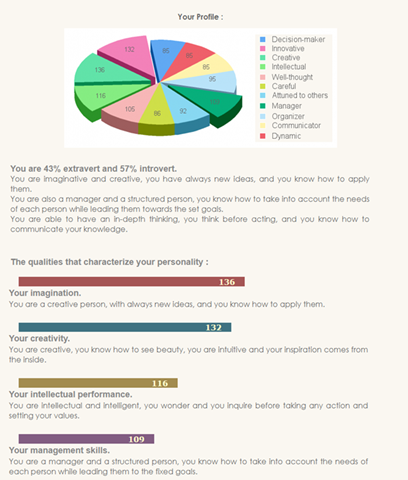 Your Profile :
132
85
85
85
95
136
116
105
86
82
Decision-maker
Innovative
Creative
Intellectual
Well-thought
Careful
Attuned to others
Manager
Organizer
Communicator
Dynamic
You are 43% extravert and 57% introvert.
You are imaginative and creative, you have always new ideas, and you know how to apply
them.
You are also a manager and a structured person, you know how to take into account the needs
of each person while leading them towards the set goals.
You are able to have an in-depth thinking, you think before acting, and you know how to
communicate your knowledge.
The qualities that characterize your personality :
136
Your imagination.
You are a creative person, with always new ideas, and you know how to apply them.
132
Your creativity.
You are creative, you know how to see beauty, you are intuitive and your inspiration comes from
the inside.
116
Your intellectual performance.
You are intellectual and intelligent, you wonder and you inquire before taking any action and
setting your values.
109
Your management skills.
You are a manager and a structured person, you know how to take into account the needs of
each person while leading them to the fixed goals.